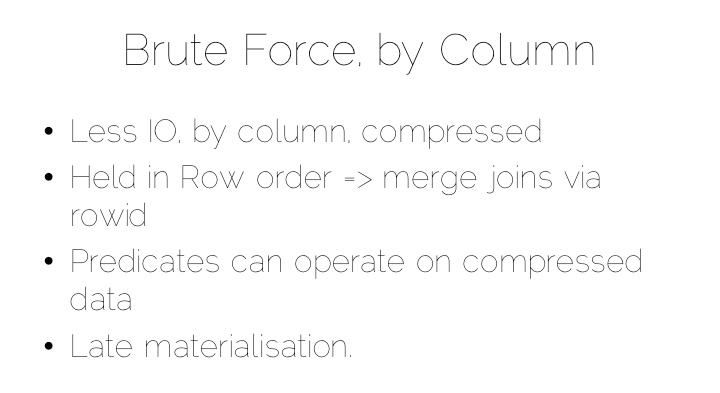 Brute Force, by Column
• Less IO, by column, compressed
• Held in Row order => merge joins via
rowid
• Predicates can operate on compressed
data
• Late materialisation.